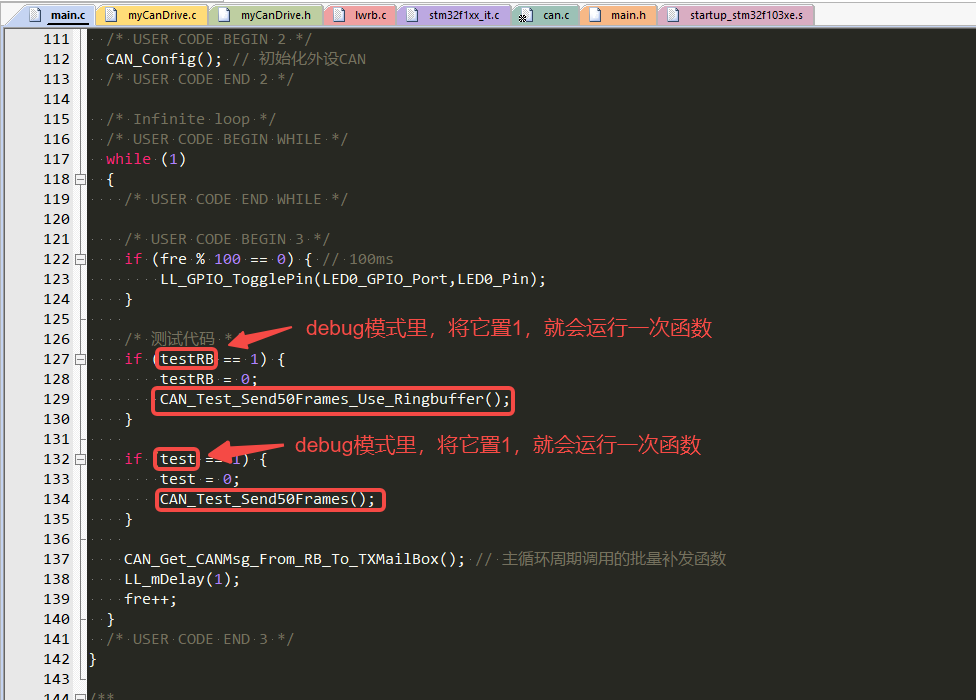 main.c myCanDrive.c myCanDrive.h lwrb.c stm32f1xx_it.c can.c main.h startup_stm32f103xe.s
111 /* USER CODE BEGIN 2 */
112 CAN_Config(); // 初始化外设CAN
113 /* USER CODE END 2 */
114
115 /* Infinite loop */
116 /* USER CODE BEGIN WHILE */
117 while (1)
118 {
119 /* USER CODE END WHILE */
120
121 /* USER CODE BEGIN 3 */
122 if (fre % 100 == 0) { // 100ms
123 LL_GPIO_TogglePin(LED0_GPIO_Port,LED0_Pin);
124 }
125
debug模式里，将它置1，就会运行一次函数
126 /* 测试代码 *
127 if (testRB == 1) {
128 testRB = 0;
129 CAN_Test_Send50Frames_Use_Ringbuffer();
130 }
131
debug模式里，将它置1，就会运行一次函数
132 if (test == 1) {
133 test = 0;
134 CAN_Test_Send50Frames();
135 }
136
137 CAN_Get_CANMsg_From_RB_To_TXMailBox(); // 主循环周期调用的批量补发函数
138 LL_mDelay(1);
139 fre++;
140 }
141 /* USER CODE END 3 */
142 }
143
144 /**